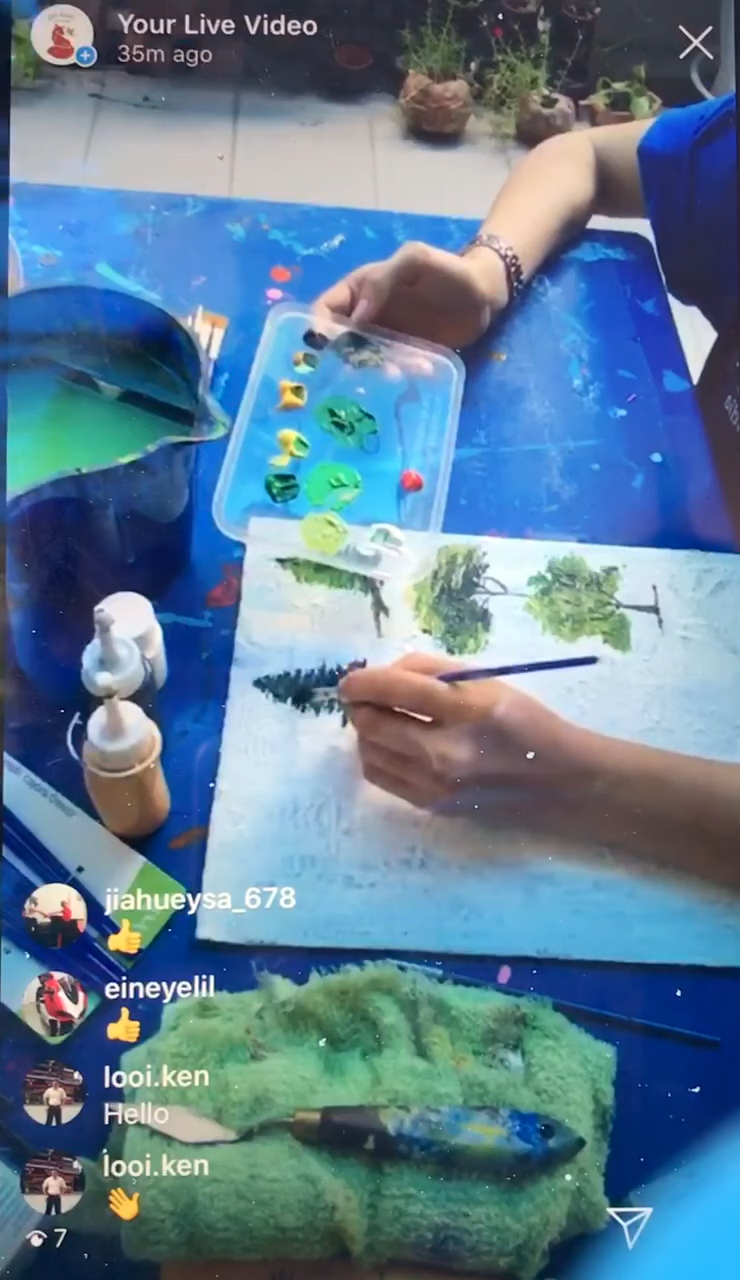 Your Live Video
35m ago
jiahueysa_678
👍
eineyelil
👍
looi.ken
Hello
looi.ken
👋
7